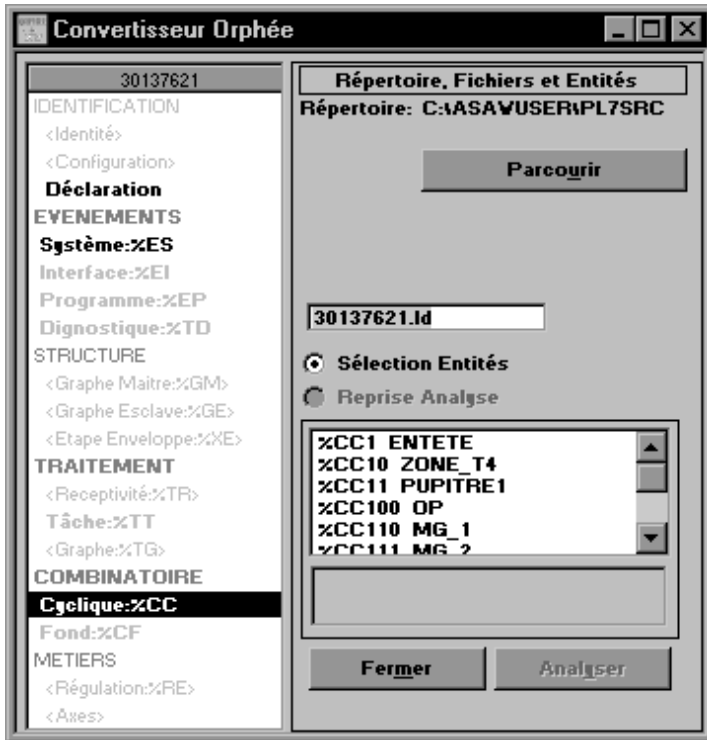 Convertisseur Orphée
30137621
IDENTIFICATION
<Identité>
<Configuration>
Déclaration
EVENEMENTS
Système:%ES
Interface:%EI
Programme:%EP
Dignostique:%TD
STRUCTURE
<Graphe Maitre:%GM>
<Graphe Esclave:%GE>
<Etape Enveloppe:%XE>
TRAITEMENT
<Receptivité:%TR>
Tâche:%TT
<Graphe:%TG>
COMBINATOIRE
Cyclique:%CC
Fond:%CF
METIERS
<Régulation:%RE>
<Axes>
Répertoire, Fichiers et Entités
Répertoire: C:\ASA\USER\PL7SRC
Parcourir
30137621.ld
Sélection Entités
Reprise Analyse
%CC1 ENTETE
%CC10 ZONE_T4
%CC11 PUPITRE1
%CC100 OP
%CC110 MG_1
%CC111 MG_2
Fermer
Analyser